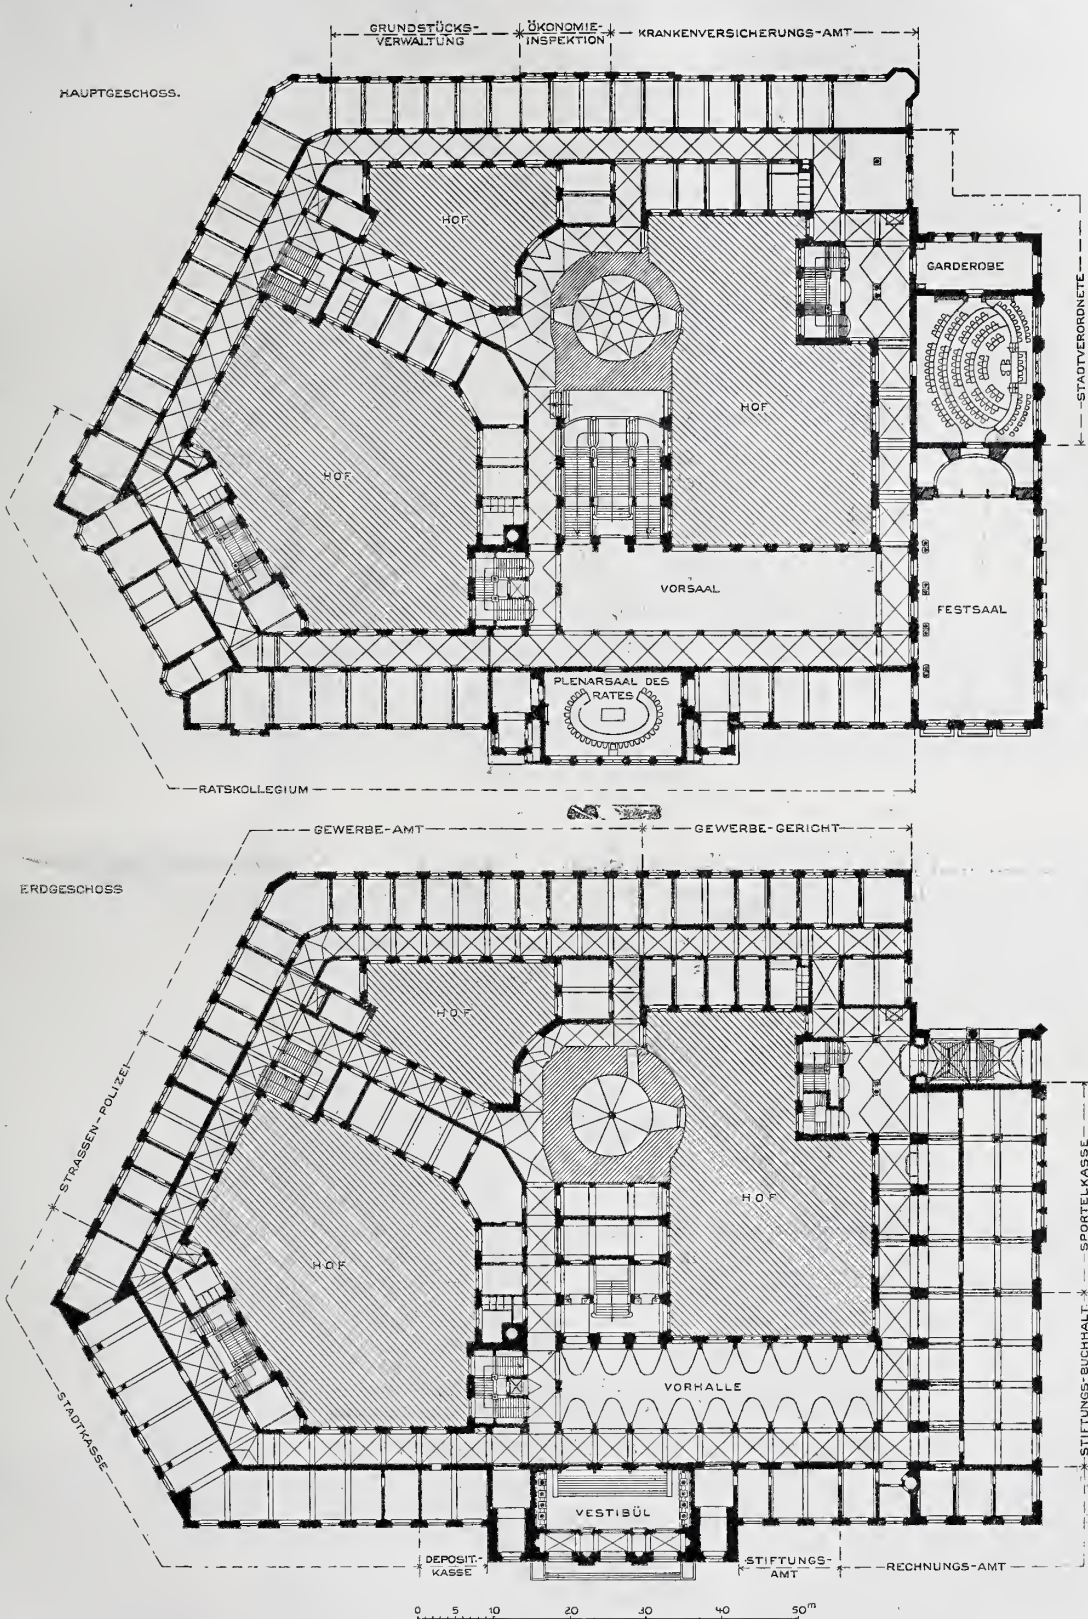 GRUNDSTÜCKS-
VERWALTUNG
ÖKONOMIE-
INSPEKTION
KRANKENVERSICHERUNGS-AMT
HAUPTGESCHOSS.
HOF
GARDEROBE
STADTVERORDNETE
HOF
HOF
VORSAAL
FESTSAAL
PLENARSAAL DES
RATES
RATSKOLLEGIUM
GEWERBE-AMT
GEWERBE-GERICHT
ERDGESCHOSS
HOF
STRASSEN-POLIZEI
SPORTELKASSE
HOF
HOF
STIFTUNGS-BUCHHALT
VORHALLE
STADTKASSE
VESTIBÜL
DEPOSIT.-
KASSE
STIFTUNGS-
AMT
RECHNUNGS-AMT
0 5 10 20 30 40 50m